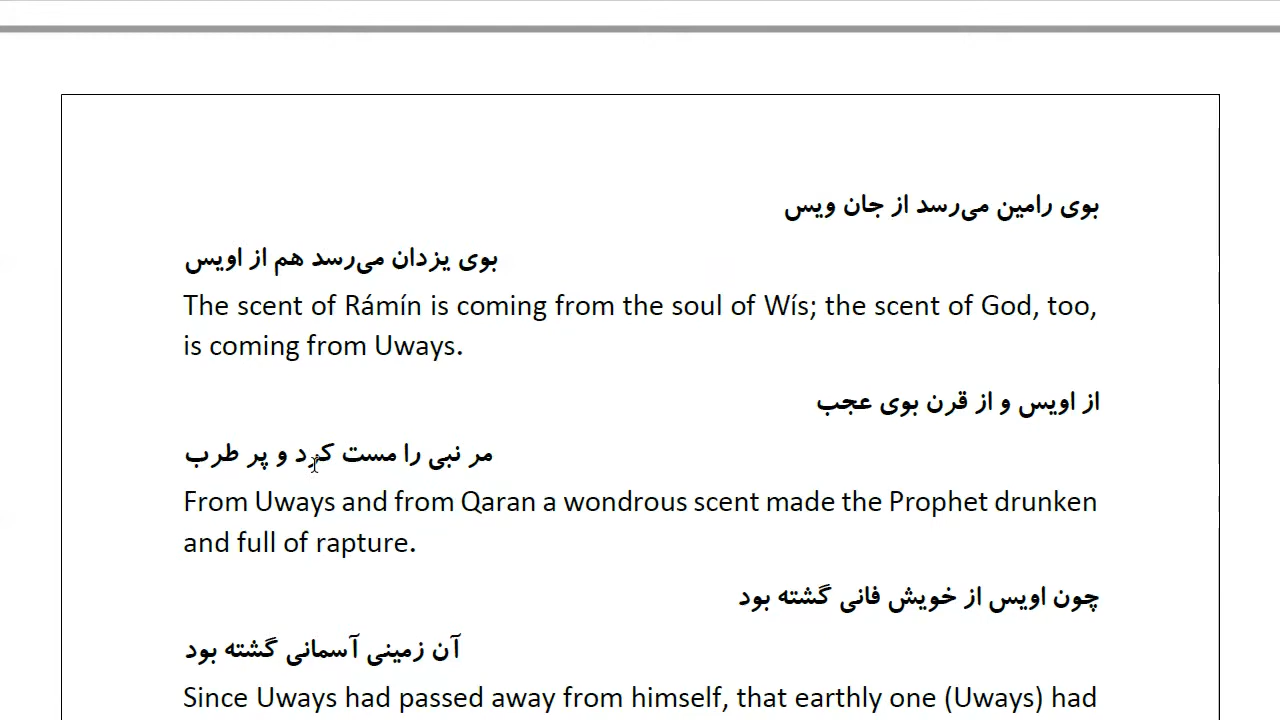 بوی رامین می‌رسد از جان ویس
بوی یزدان می‌رسد هم از اویس
The scent of Rámín is coming from the soul of Wís; the scent of God, too,
is coming from Uways.
از اویس و از قرن بوی عجب
مر نبی را مست کرد و پر طرب
From Uways and from Qaran a wondrous scent made the Prophet drunken
and full of rapture.
چون اویس از خویش فانی گشته بود
آن زمینی آسمانی گشته بود
Since Uways had passed away from himself, that earthly one (Uways) had